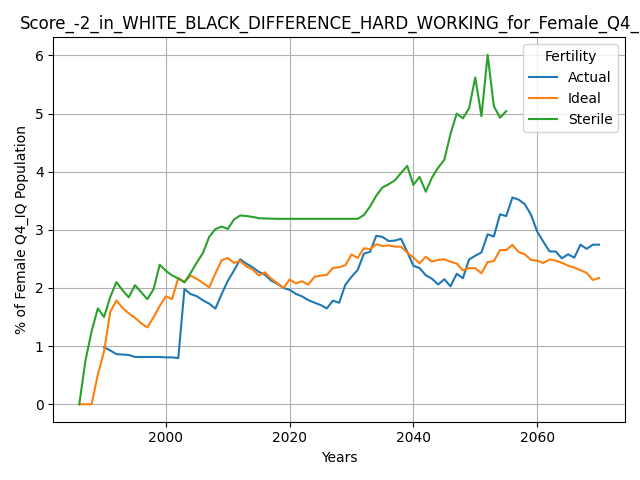 Score_-2_in_WHITE_BLACK_DIFFERENCE_HARD_WORKING_for_Female_Q4_
Fertility
Actual
Ideal
Sterile
% of Female Q4_IQ Population
6
5
4
3
2
1
0
2000 2020 2040 2060
Years